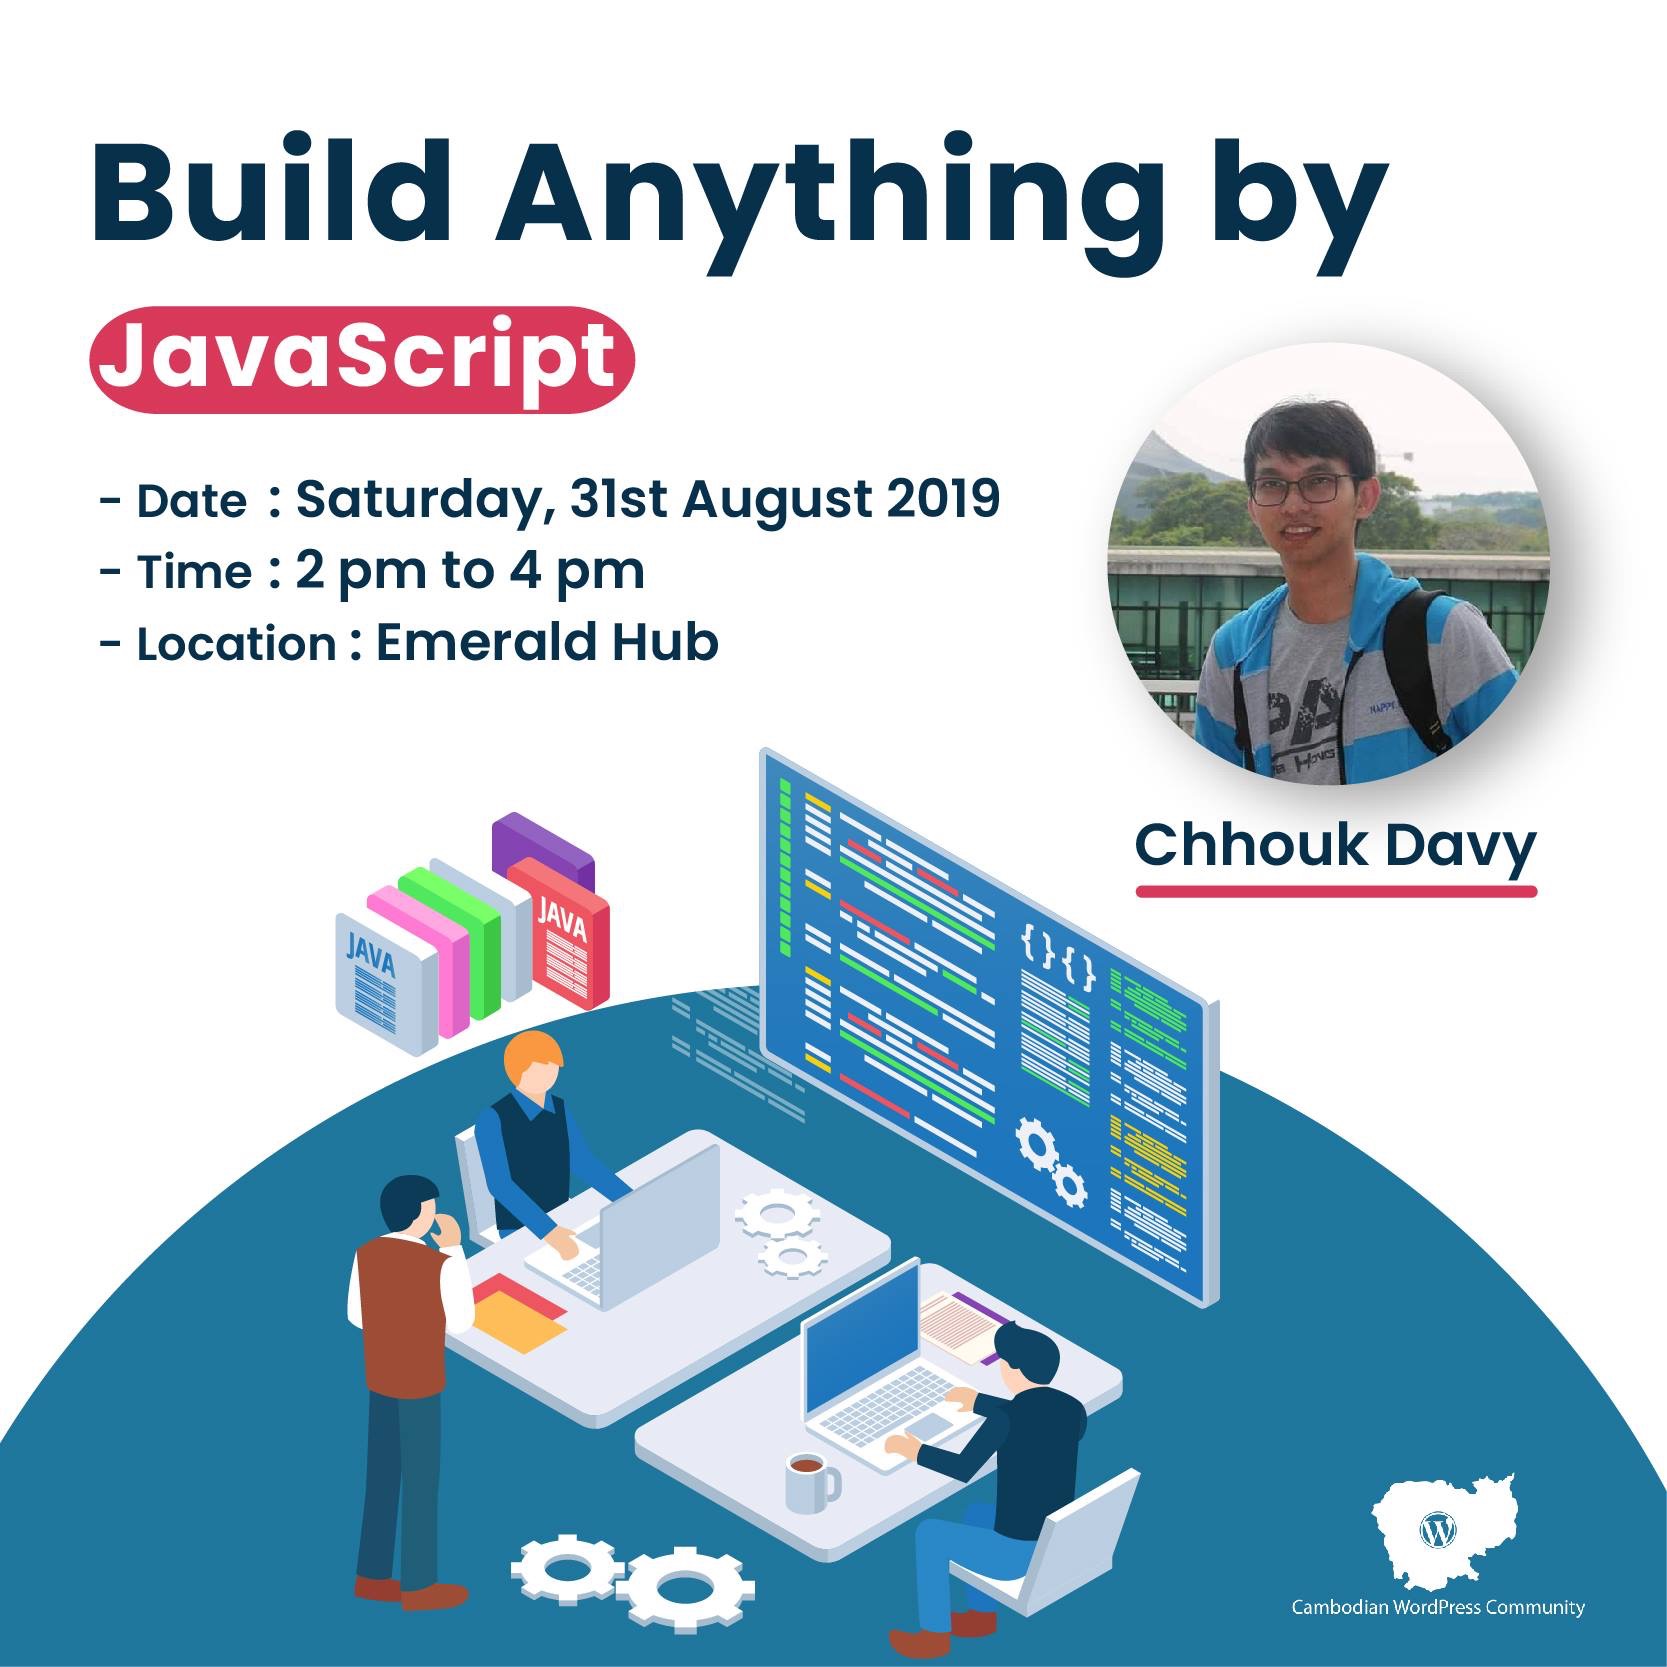 Build Anything by
JavaScript
- Date : Saturday, 31st August 2019
- Time : 2 pm to 4 pm
- Location : Emerald Hub
Chhouk Davy
JAVA
JAVA
{}{}
Cambodian WordPress Community